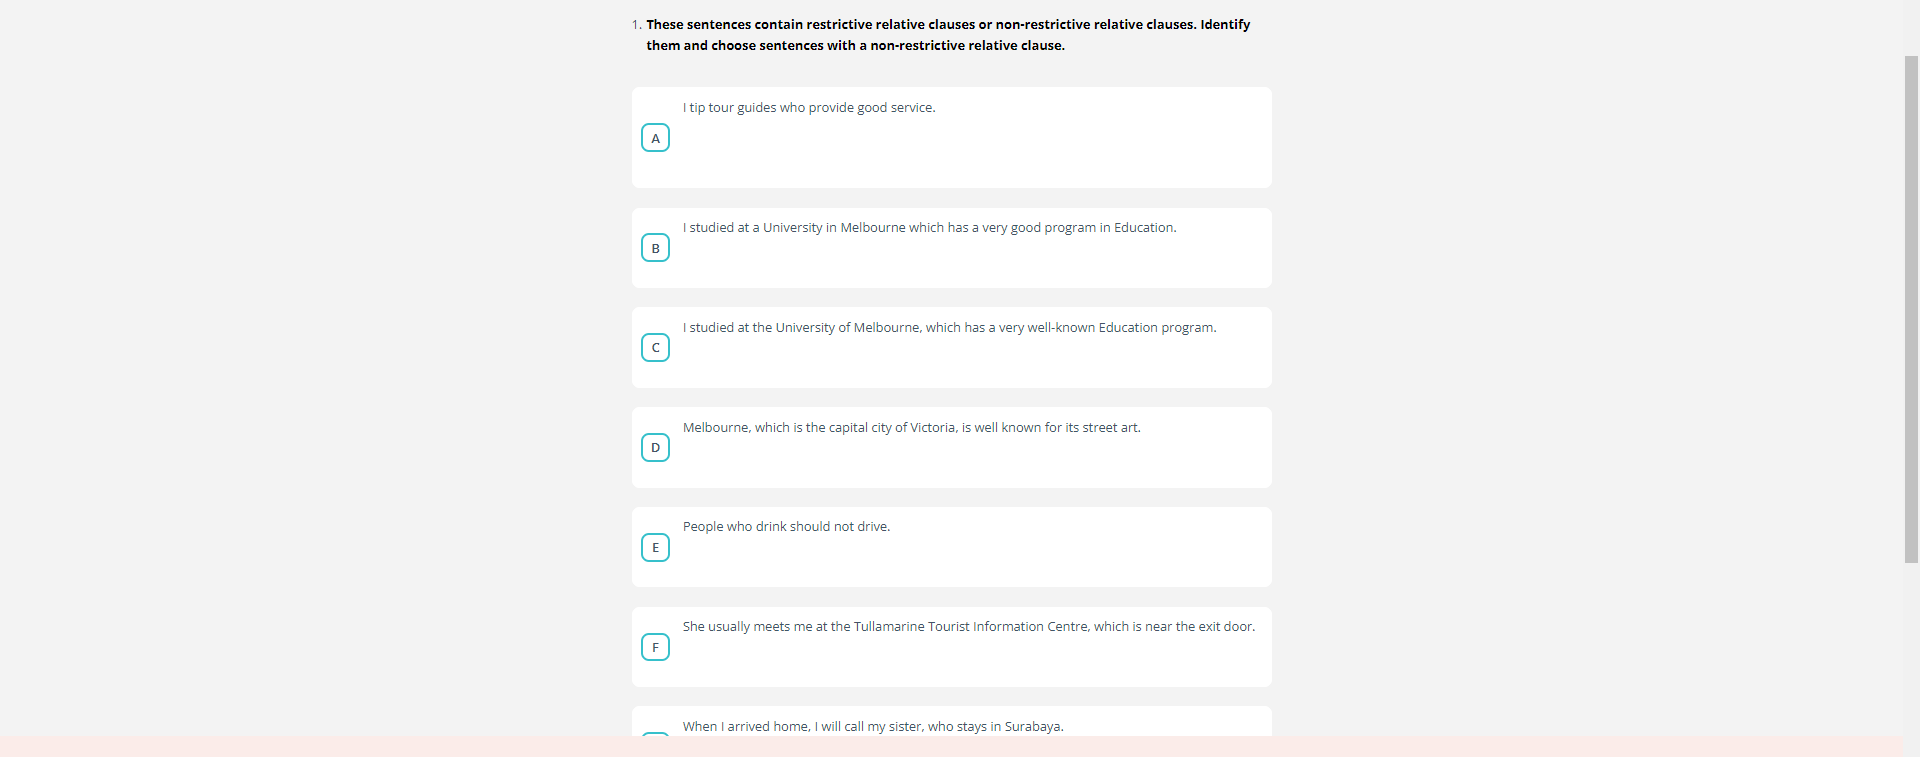 1. These sentences contain restrictive relative clauses or non-restrictive relative clauses. Identify
them and choose sentences with a non-restrictive relative clause.
I tip tour guides who provide good service.
A
I studied at a University in Melbourne which has a very good program in Education.
B
I studied at the University of Melbourne, which has a very well-known Education program.
C
Melbourne, which is the capital city of Victoria, is well known for its street art.
D
People who drink should not drive.
E
She usually meets me at the Tullamarine Tourist Information Centre, which is near the exit door.
F
When I arrived home, I will call my sister, who stays in Surabaya.